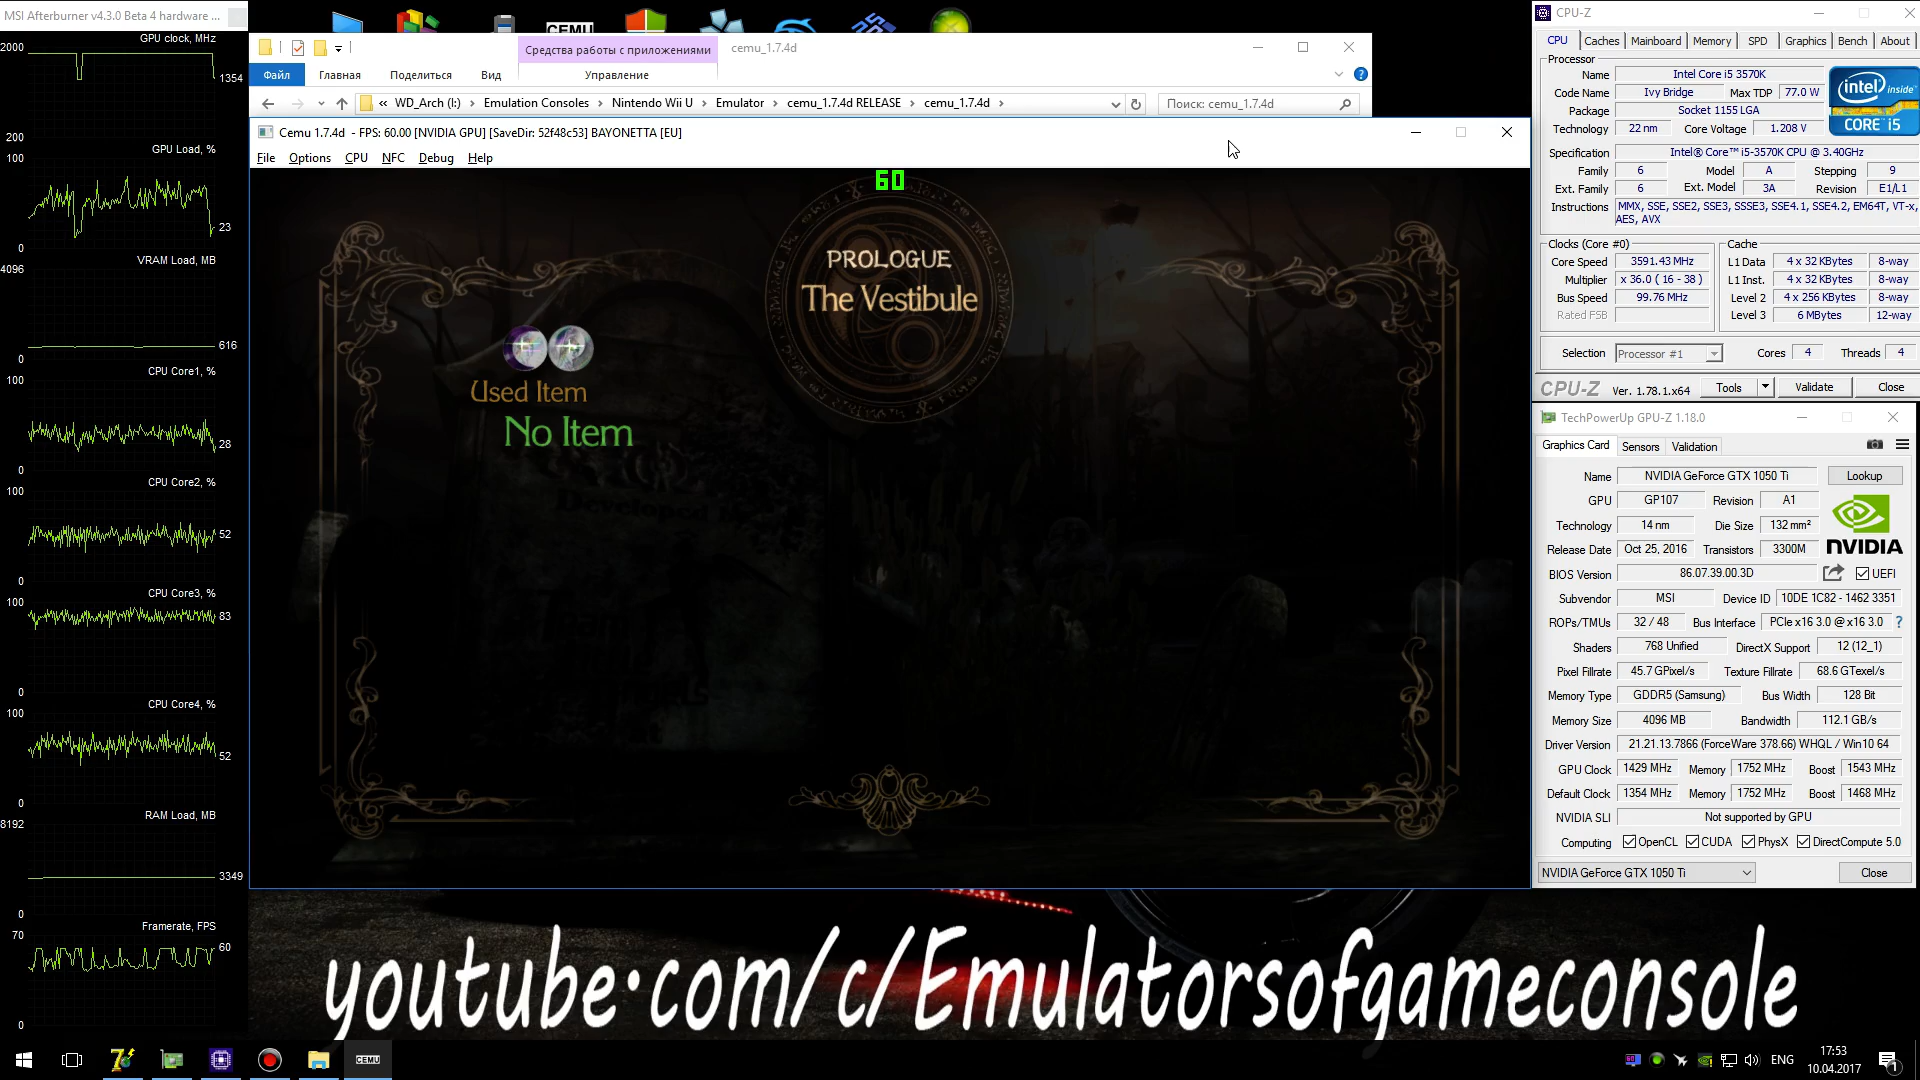 MSI Afterburner v4.3.0 Beta 4 hardware ...
GPU clock, MHz
2000
1354
200
GPU Load, %
100
23
0
VRAM Load, MB
4096
616
0
CPU Core1, %
100
28
0
CPU Core2, %
100
52
0
CPU Core3, %
100
83
0
CPU Core4, %
100
52
0
RAM Load, MB
8192
3349
0
Framerate, FPS
70
60
0
CEMU
Средства работы с приложениями cemu_1.7.4d
Файл Главная Поделиться Вид Управление
« WD_Arch (I:) › Emulation Consoles › Nintendo Wii U › Emulator › cemu_1.7.4d RELEASE › cemu_1.7.4d ›
Поиск: cemu_1.7.4d
Cemu 1.7.4d - FPS: 60.00 [NVIDIA GPU] [SaveDir: 52f48c53] BAYONETTA [EU]
File Options CPU NFC Debug Help
60
PROLOGUE
The Vestibule
Used Item
No Item
Developed
CPU-Z
CPU Caches Mainboard Memory SPD Graphics Bench About
Processor
Name Intel Core i5 3570K
Code Name Ivy Bridge Max TDP 77.0 W
Package Socket 1155 LGA
Technology 22 nm Core Voltage 1.208 V
intel inside™
CORE i5
Specification Intel® Core™ i5-3570K CPU @ 3.40GHz
Family 6 Model A Stepping 9
Ext. Family 6 Ext. Model 3A Revision E1/L1
Instructions MMX, SSE, SSE2, SSE3, SSSE3, SSE4.1, SSE4.2, EM64T, VT-x,
AES, AVX
Clocks (Core #0)
Core Speed 3591.43 MHz
Multiplier x 36.0 ( 16 - 38 )
Bus Speed 99.76 MHz
Rated FSB
Cache
L1 Data 4 x 32 KBytes 8-way
L1 Inst. 4 x 32 KBytes 8-way
Level 2 4 x 256 KBytes 8-way
Level 3 6 MBytes 12-way
Selection Processor #1 Cores 4 Threads 4
CPU-Z Ver. 1.78.1.x64 Tools Validate Close
TechPowerUp GPU-Z 1.18.0
Graphics Card Sensors Validation
Name NVIDIA GeForce GTX 1050 Ti Lookup
GPU GP107 Revision A1
Technology 14 nm Die Size 132 mm²
Release Date Oct 25, 2016 Transistors 3300M
NVIDIA
BIOS Version 86.07.39.00.3D UEFI
Subvendor MSI Device ID 10DE 1C82 - 1462 3351
ROPs/TMUs 32 / 48 Bus Interface PCIe x16 3.0 @ x16 3.0 ?
Shaders 768 Unified DirectX Support 12 (12_1)
Pixel Fillrate 45.7 GPixel/s Texture Fillrate 68.6 GTexel/s
Memory Type GDDR5 (Samsung) Bus Width 128 Bit
Memory Size 4096 MB Bandwidth 112.1 GB/s
Driver Version 21.21.13.7866 (ForceWare 378.66) WHQL / Win10 64
GPU Clock 1429 MHz Memory 1752 MHz Boost 1543 MHz
Default Clock 1354 MHz Memory 1752 MHz Boost 1468 MHz
NVIDIA SLI Not supported by GPU
Computing OpenCL CUDA PhysX DirectCompute 5.0
NVIDIA GeForce GTX 1050 Ti Close
youtube.com/c/Emulatorsofgameconsole
CEMU
60
ENG
17:53
10.04.2017
1